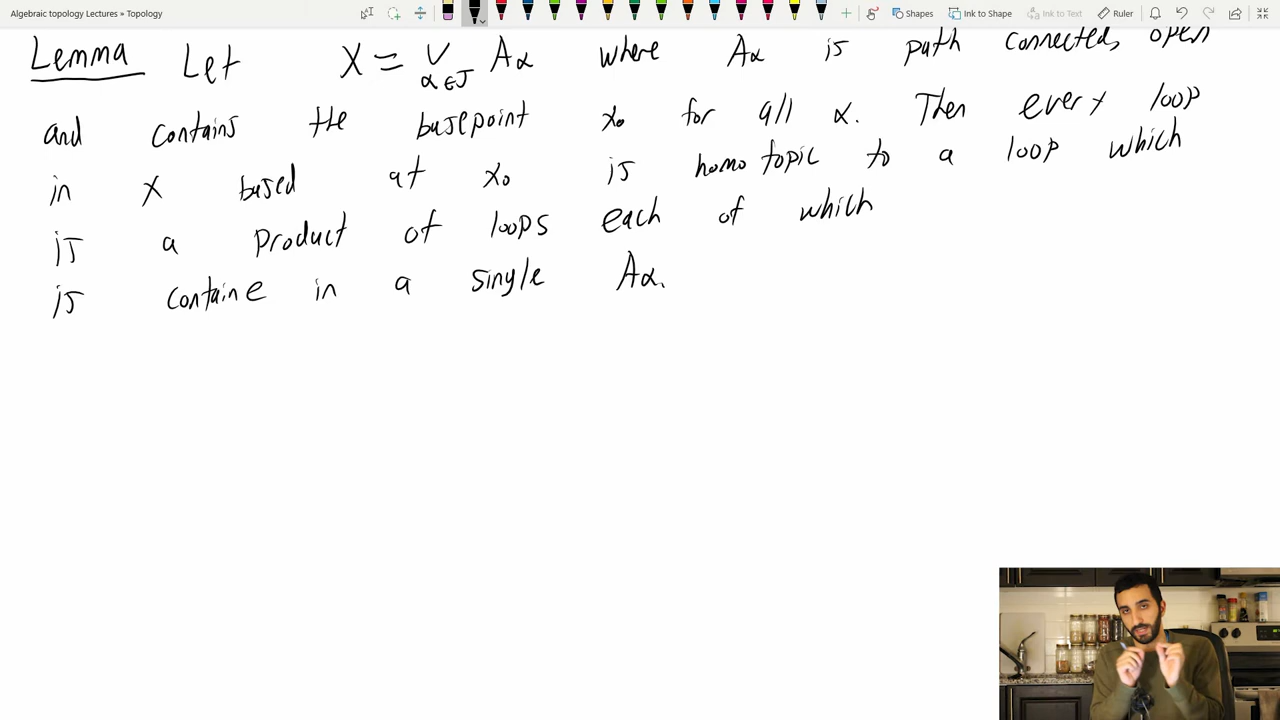 Algebraic topology Lectures » Topology
Shapes Ink to Shape Ink to Text Ruler
Lemma Let X = ∨ Aα where Aα is path connected, open
α∈J
and contains the basepoint x₀ for all α. Then every loop
in X based at x₀ is homotopic to a loop which
is a product of loops each of which
is containe in a single Aα.